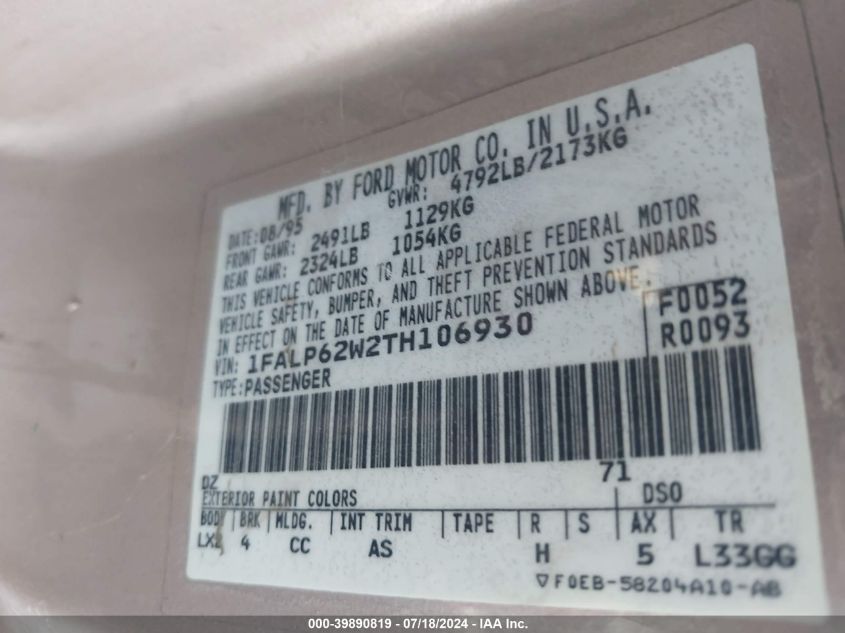 MFD. BY FORD MOTOR CO. IN U.S.A.
DATE:08/95 GVWR: 4792LB/2173KG
FRONT GAWR: 2491LB 1129KG
REAR GAWR: 2324LB 1054KG
THIS VEHICLE CONFORMS TO ALL APPLICABLE FEDERAL MOTOR
VEHICLE SAFETY, BUMPER, AND THEFT PREVENTION STANDARDS
IN EFFECT ON THE DATE OF MANUFACTURE SHOWN ABOVE.
VIN: 1FALP62W2TH106930 F0052
TYPE:PASSENGER R0093
DZ 71
EXTERIOR PAINT COLORS DSO
BODY BRK MLDG. INT TRIM TAPE R S AX TR
LX2 4 CC AS H 5 L33GG
▽F0EB-58204A10-AB
000-39890819 / 07/18/2024 - IAA Inc.